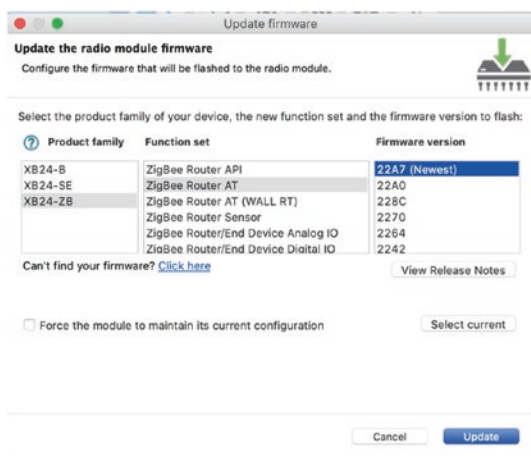 Update firmware
Update the radio module firmware
Configure the firmware that will be flashed to the radio module.
Select the product family of your device, the new function set and the firmware version to flash:
? Product family Function set Firmware version
XB24-B ZigBee Router API 22A7 (Newest)
XB24-SE ZigBee Router AT 22A0
XB24-ZB ZigBee Router AT (WALL RT) 228C
ZigBee Router Sensor 2270
ZigBee Router/End Device Analog IO 2264
ZigBee Router/End Device Digital IO 2242
Can't find your firmware? Click here View Release Notes
Force the module to maintain its current configuration Select current
Cancel Update